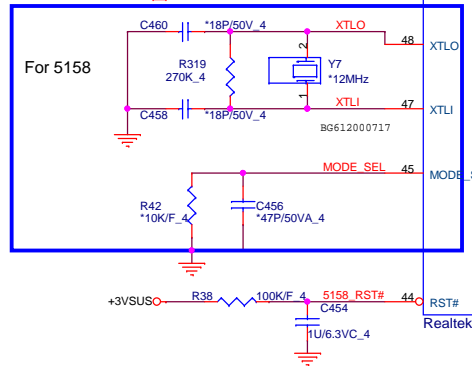 C460 *18P/50V_4 XTLO
48 XTLO
For 5158
R319
270K_4
2
Y7
*12MHz
1
C458 *18P/50V_4 XTLI
47 XTLI
BG612000717
MODE_SEL 45 MODE_S
R42
*10K/F_4
C456
*47P/50VA_4
+3VSUS R38 100K/F_4 5158_RST# 44 RST#
C454
1U/6.3VC_4
Realtek